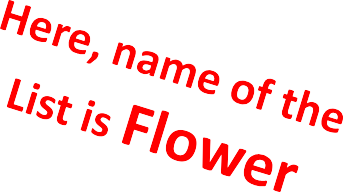 Here, name of the
List is Flower